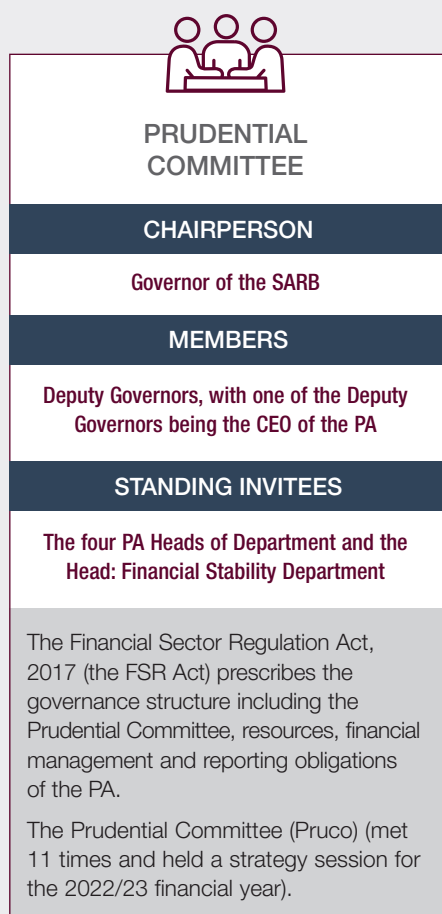 PRUDENTIAL
COMMITTEE
CHAIRPERSON
Governor of the SARB
MEMBERS
Deputy Governors, with one of the Deputy
Governors being the CEO of the PA
STANDING INVITEES
The four PA Heads of Department and the
Head: Financial Stability Department
The Financial Sector Regulation Act,
2017 (the FSR Act) prescribes the
governance structure including the
Prudential Committee, resources, financial
management and reporting obligations
of the PA.
The Prudential Committee (Pruco) (met
11 times and held a strategy session for
the 2022/23 financial year).